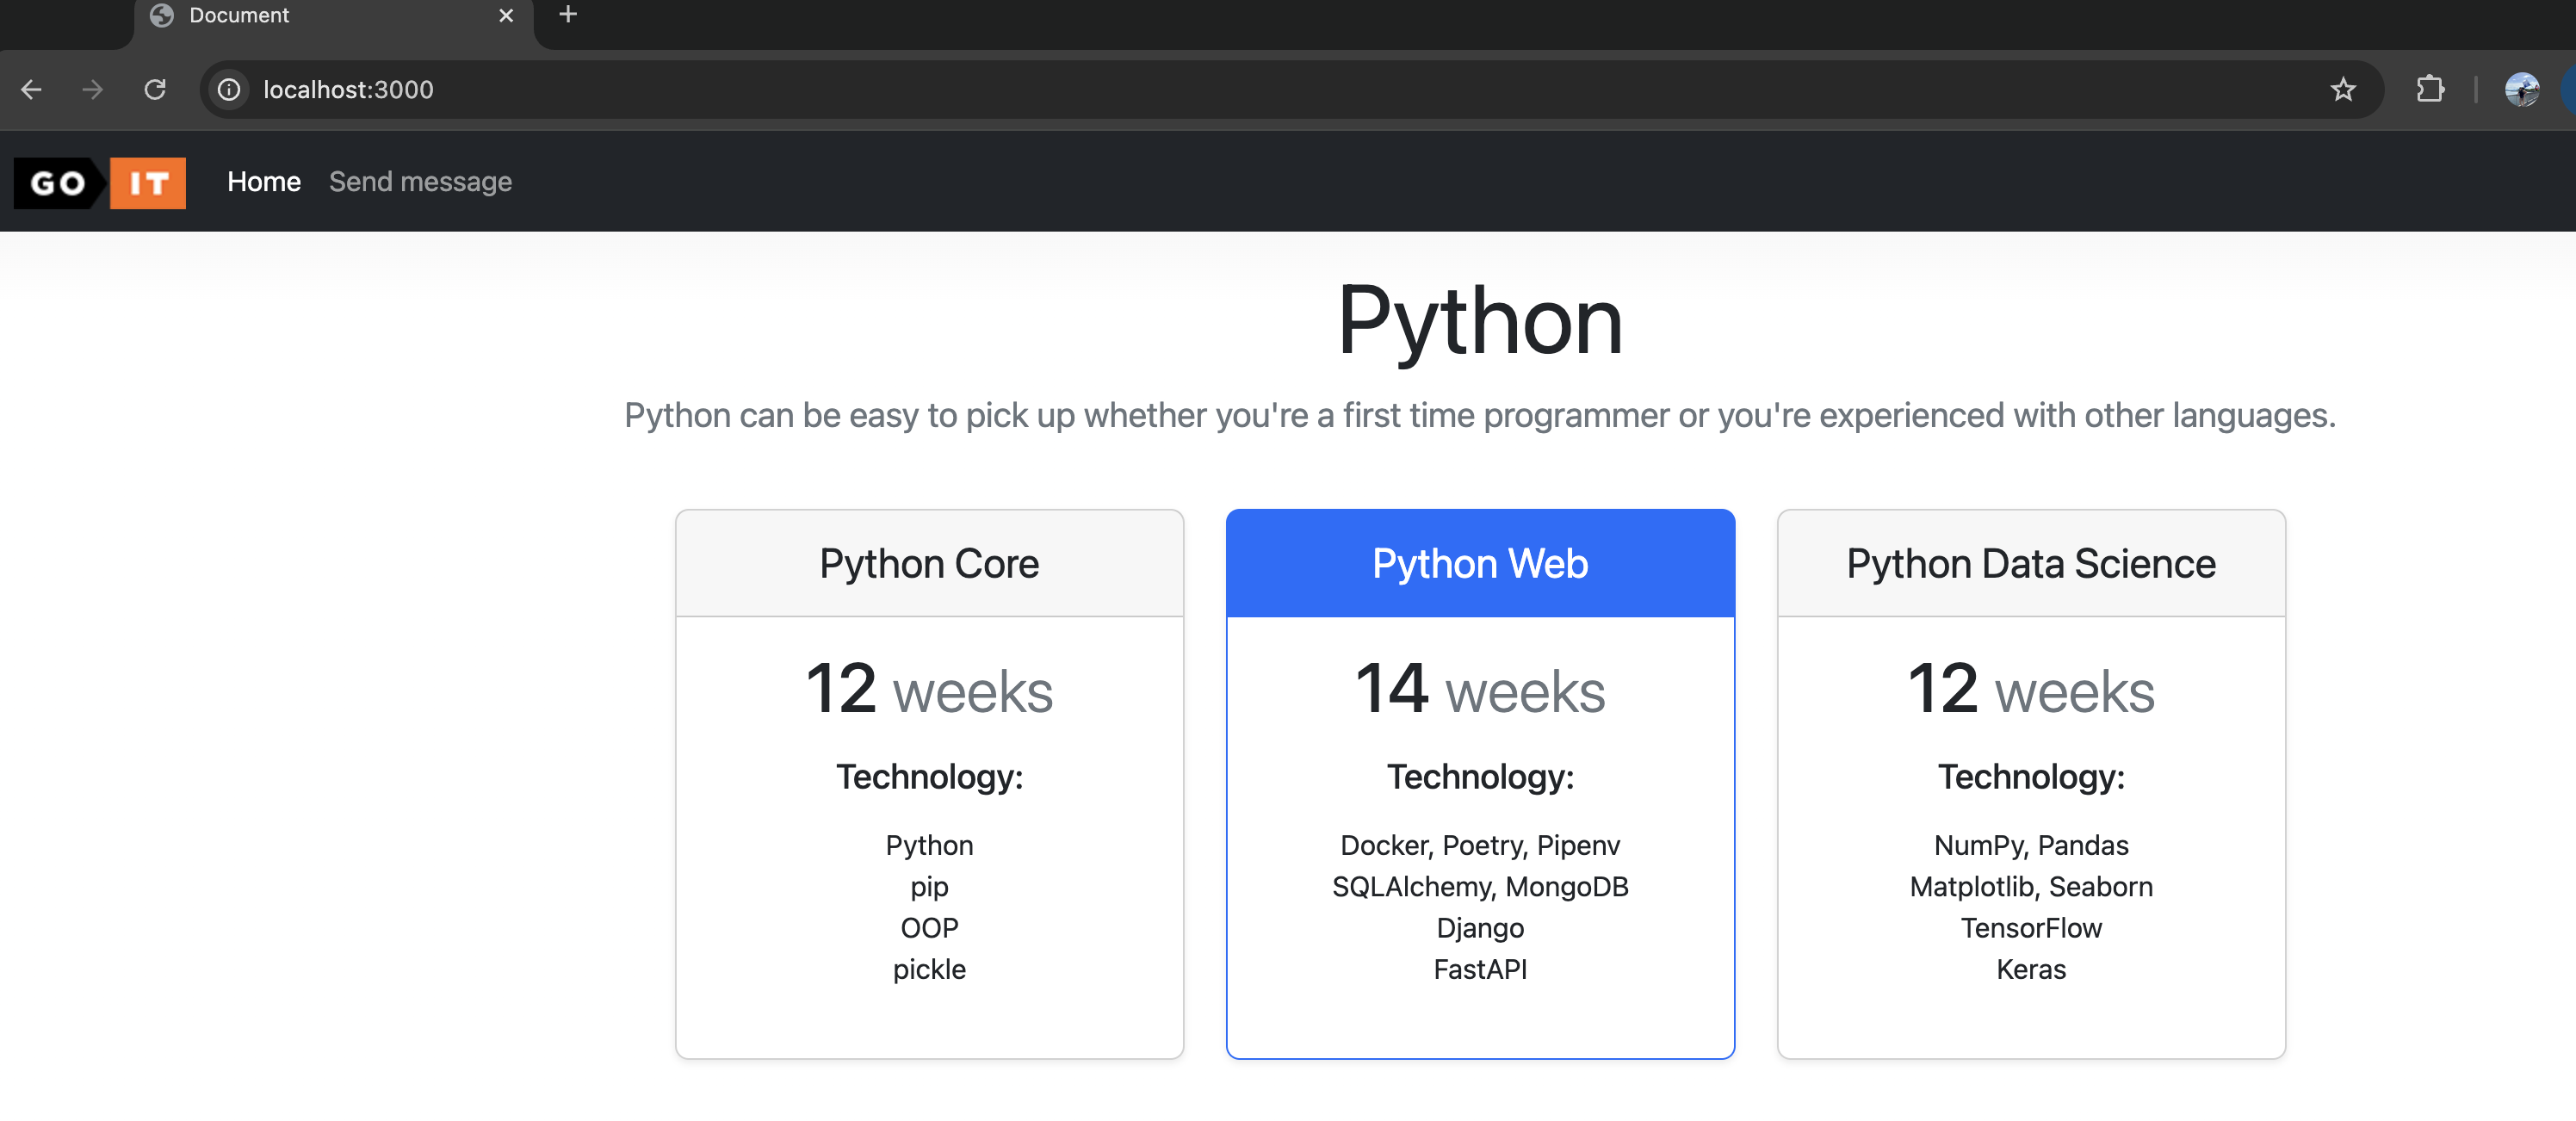 Document
localhost:3000
GO IT Home Send message
Python
Python can be easy to pick up whether you're a first time programmer or you're experienced with other languages.
Python Core
12 weeks
Technology:
Python
pip
OOP
pickle
Python Web
14 weeks
Technology:
Docker, Poetry, Pipenv
SQLAlchemy, MongoDB
Django
FastAPI
Python Data Science
12 weeks
Technology:
NumPy, Pandas
Matplotlib, Seaborn
TensorFlow
Keras